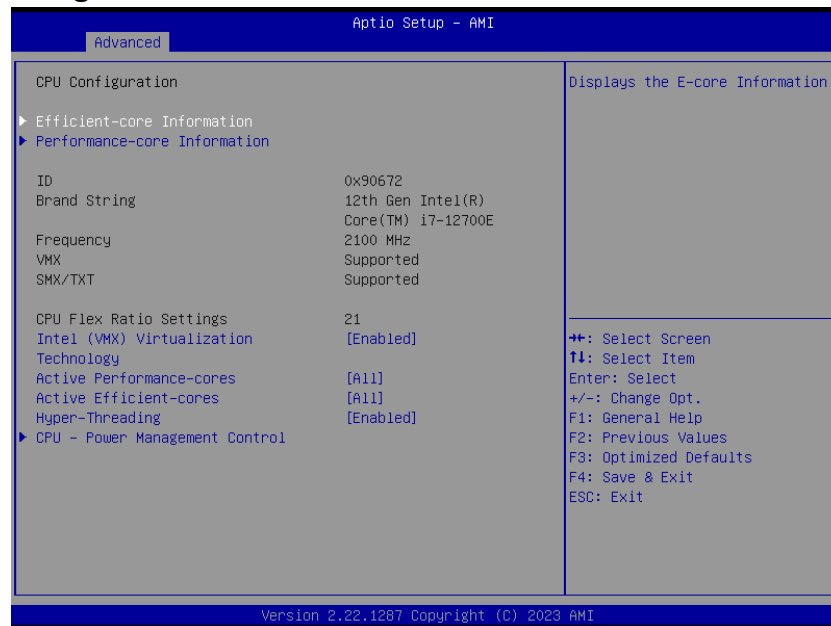 Aptio Setup - AMI
Advanced
CPU Configuration
Displays the E-core Information
Efficient-core Information
Performance-core Information
ID 0x90672
Brand String 12th Gen Intel(R)
Core(TM) i7-12700E
Frequency 2100 MHz
VMX Supported
SMX/TXT Supported
CPU Flex Ratio Settings 21
Intel (VMX) Virtualization [Enabled]
Technology
Active Performance-cores [All]
Active Efficient-cores [All]
Hyper-Threading [Enabled]
CPU - Power Management Control
→←: Select Screen
↑↓: Select Item
Enter: Select
+/-: Change Opt.
F1: General Help
F2: Previous Values
F3: Optimized Defaults
F4: Save & Exit
ESC: Exit
Version 2.22.1287 Copyright (C) 2023 AMI